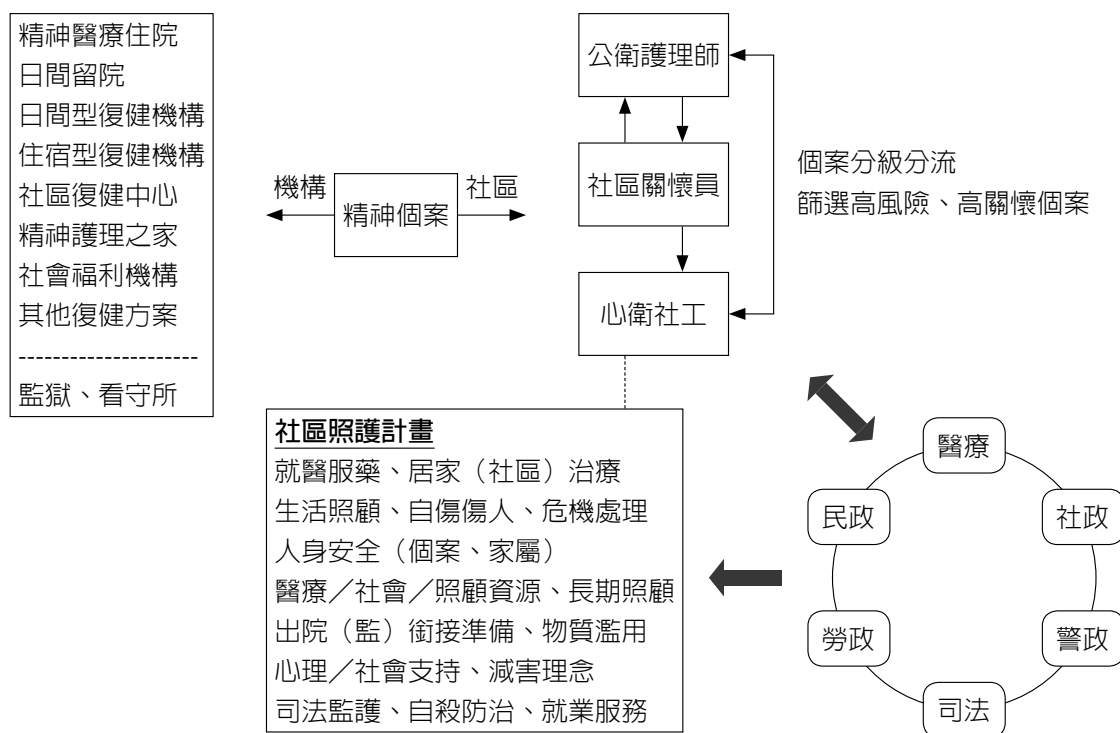 精神醫療住院
日間留院
日間型復健機構
住宿型復健機構
社區復健中心
精神護理之家
社會福利機構
其他復健方案
---------------------
監獄、看守所
機構
精神個案
社區
公衛護理師
社區關懷員
心衛社工
個案分級分流
篩選高風險、高關懷個案
社區照護計畫
就醫服藥、居家（社區）治療
生活照顧、自傷傷人、危機處理
人身安全（個案、家屬）
醫療／社會／照顧資源、長期照顧
出院（監）銜接準備、物質濫用
心理／社會支持、減害理念
司法監護、自殺防治、就業服務
醫療
民政
社政
勞政
警政
司法